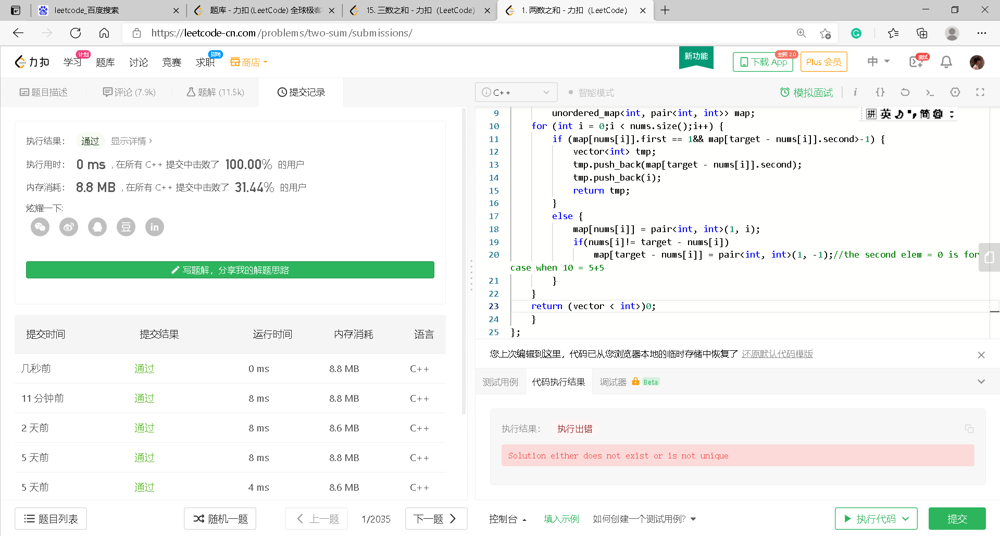 leetcode_百度搜索
题库 - 力扣 (LeetCode) 全球极客
15. 三数之和 - 力扣（LeetCode）
1. 两数之和 - 力扣（LeetCode）
https://leetcode-cn.com/problems/two-sum/submissions/
力扣
学习
计划
题库
讨论
竞赛
求职
招聘
商店
新功能
下载 App
全新 2.0
Plus 会员
中
面试
题目描述
评论 (7.9k)
题解 (11.5k)
提交记录
C++
智能模式
模拟面试
拼 英 简
执行结果：
通过
显示详情 >
执行用时：
0 ms , 在所有 C++ 提交中击败了 100.00% 的用户
内存消耗：
8.8 MB , 在所有 C++ 提交中击败了 31.44% 的用户
炫耀一下:
豆
in
写题解，分享我的解题思路
提交时间 提交结果 运行时间 内存消耗 语言
几秒前 通过 0 ms 8.8 MB C++
11 分钟前 通过 8 ms 8.8 MB C++
2 天前 通过 8 ms 8.6 MB C++
5 天前 通过 8 ms 8.8 MB C++
5 天前 通过 4 ms 8.6 MB C++
题目列表
随机一题
上一题
1/2035
下一题
9 unordered_map<int, pair<int, int>> map;
10 for (int i = 0;i < nums.size();i++) {
11 if (map[nums[i]].first == 1&& map[target - nums[i]].second>-1) {
12 vector<int> tmp;
13 tmp.push_back(map[target - nums[i]].second);
14 tmp.push_back(i);
15 return tmp;
16 }
17 else {
18 map[nums[i]] = pair<int, int>(1, i);
19 if(nums[i]!= target - nums[i])
20 map[target - nums[i]] = pair<int, int>(1, -1);//the second elem = 0 is for
case when 10 = 5+5
21 }
22 }
23 return (vector < int>)0;
24 }
25 };
您上次编辑到这里，代码已从您浏览器本地的临时存储中恢复了 还原默认代码模版
测试用例
代码执行结果
调试器
Beta
执行结果：
执行出错
Solution either does not exist or is not unique
控制台
填入示例
如何创建一个测试用例?
执行代码
提交